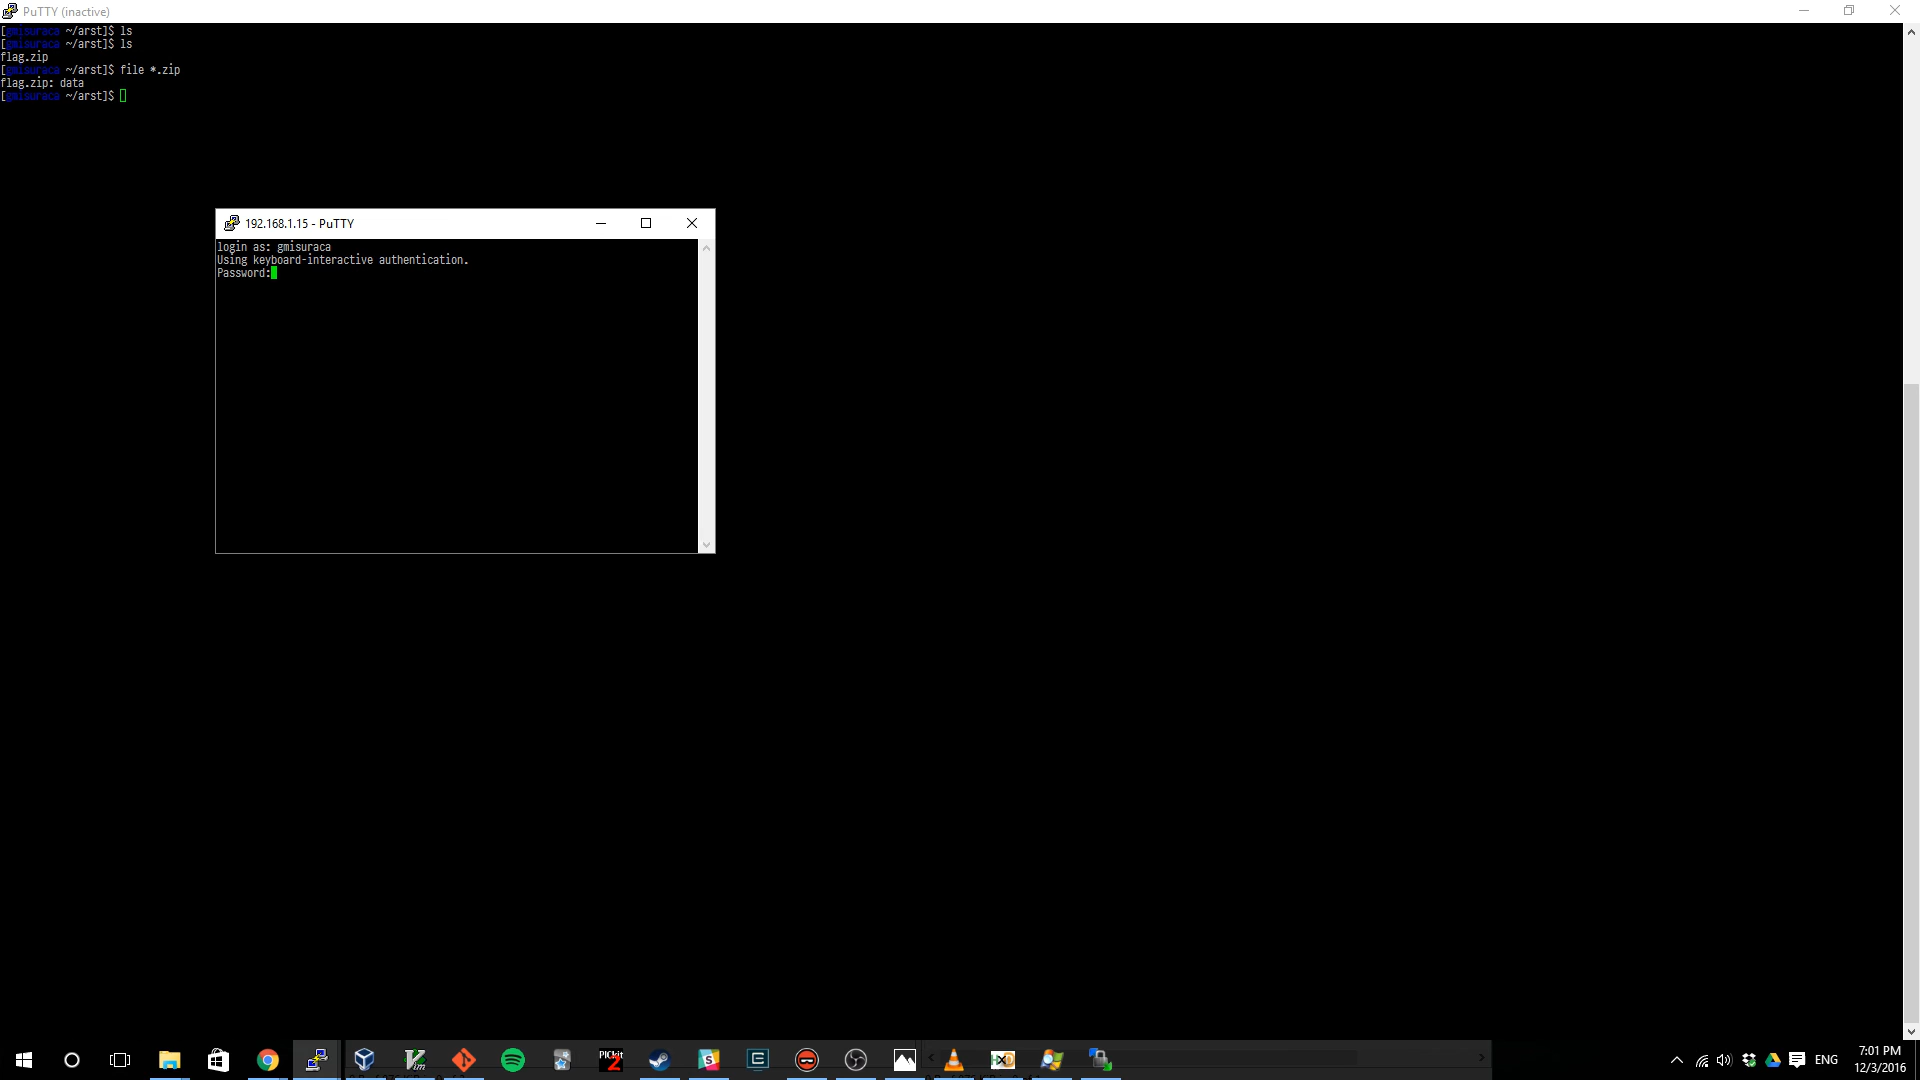 PuTTY (inactive)
[gmisuraca ~/arst]$ ls
[gmisuraca ~/arst]$ ls
flag.zip
[gmisuraca ~/arst]$ file *.zip
flag.zip: data
[gmisuraca ~/arst]$
192.168.1.15 - PuTTY
login as: gmisuraca
Using keyboard-interactive authentication.
Password:
PICkit
2
ENG
7:01 PM
12/3/2016